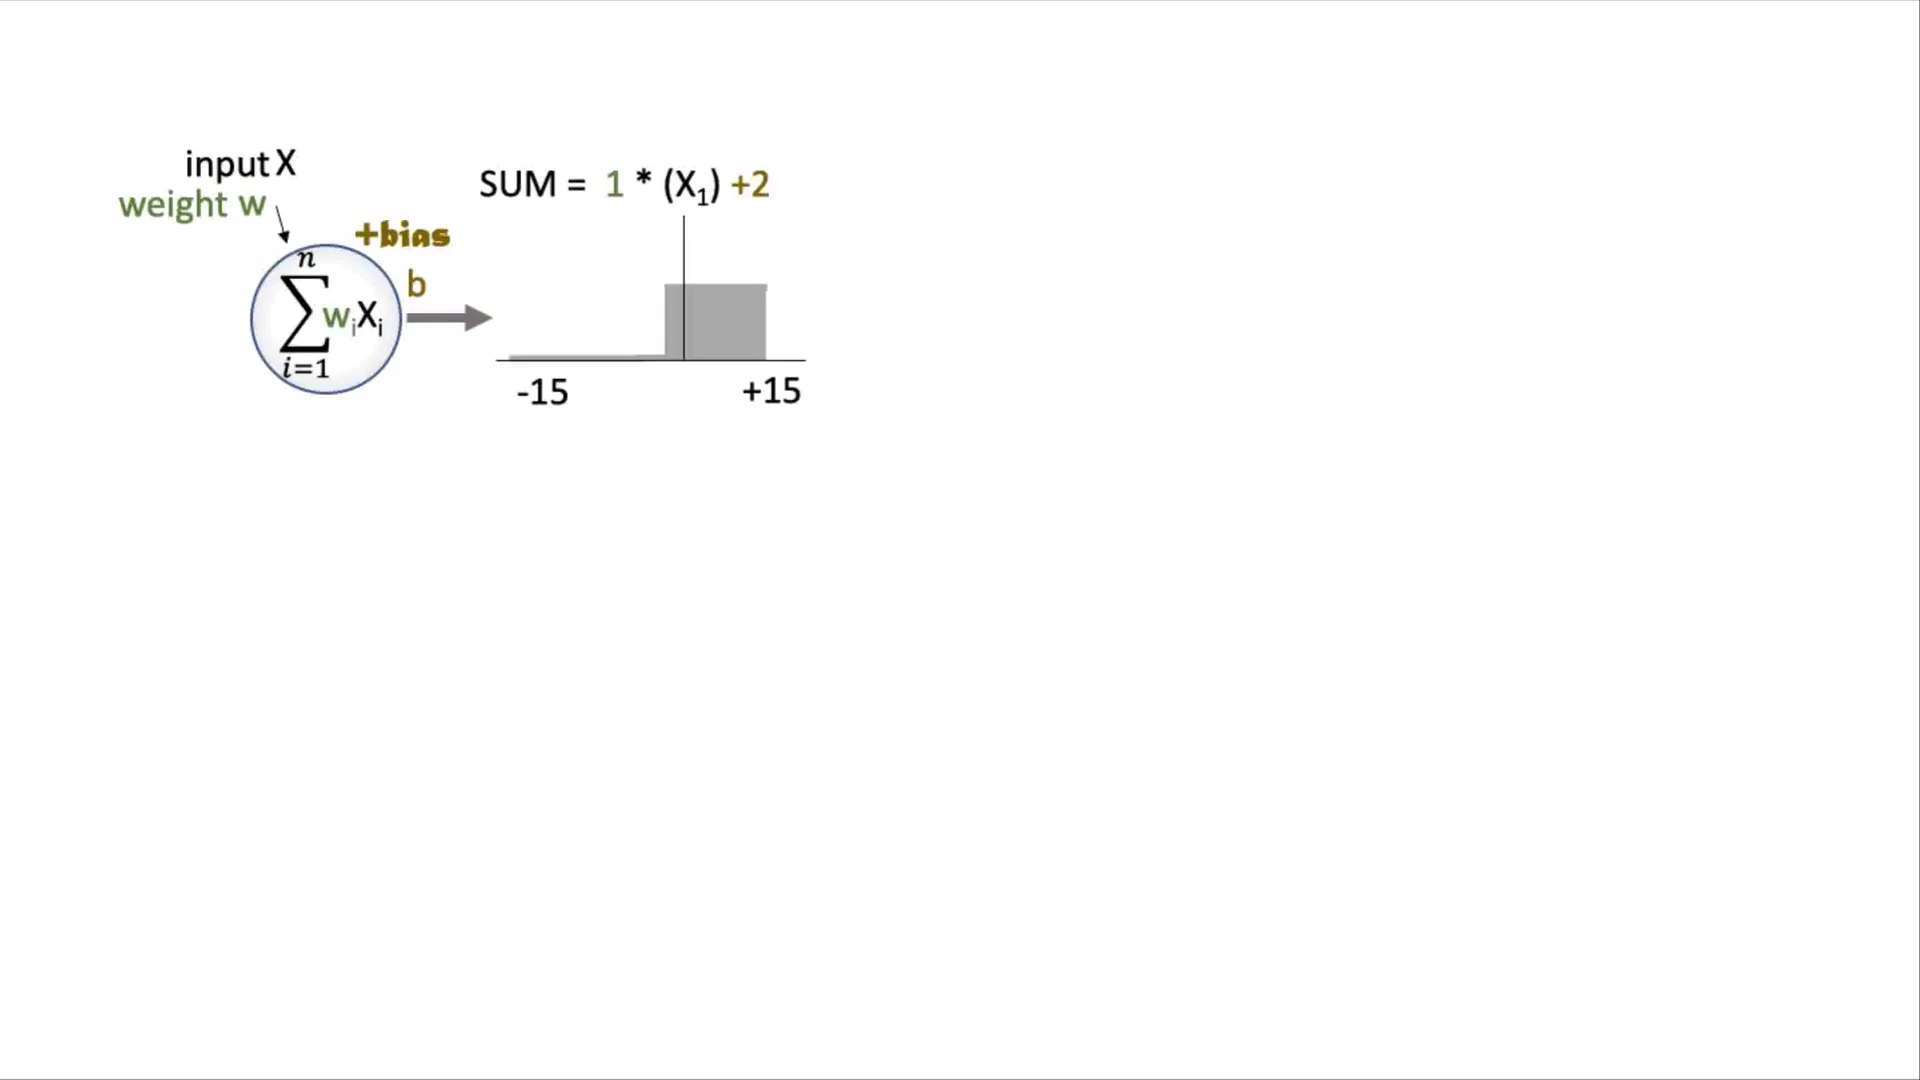 input X
weight w
+bias
b
n
∑ wᵢXᵢ
i=1
SUM = 1 * (X₁) +2
-15
+15